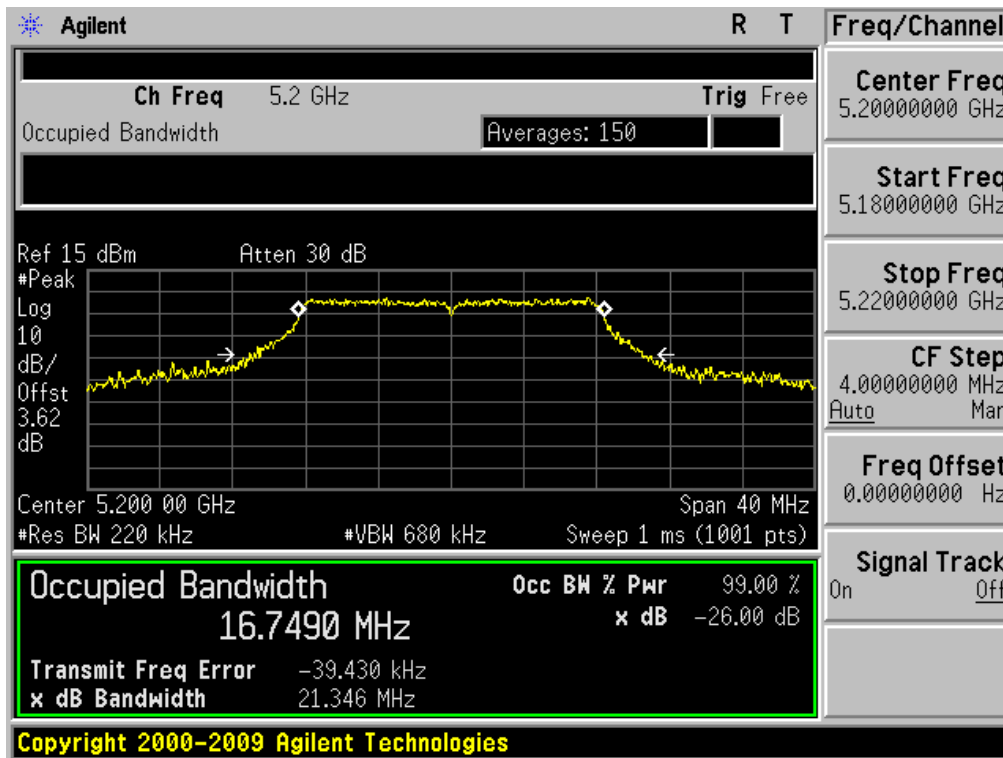 Agilent R T
Ch Freq 5.2 GHz Trig Free
Occupied Bandwidth Averages: 150
Ref 15 dBm Atten 30 dB
#Peak
Log
10
dB/
Offst
3.62
dB
Center 5.200 00 GHz Span 40 MHz
#Res BW 220 kHz #VBW 680 kHz Sweep 1 ms (1001 pts)
Occupied Bandwidth Occ BW % Pwr 99.00 %
16.7490 MHz x dB -26.00 dB
Transmit Freq Error -39.430 kHz
x dB Bandwidth 21.346 MHz
Copyright 2000-2009 Agilent Technologies
Freq/Channel
Center Freq
5.20000000 GHz
Start Freq
5.18000000 GHz
Stop Freq
5.22000000 GHz
CF Step
4.00000000 MHz
Auto Man
Freq Offset
0.00000000 Hz
Signal Track
On Off